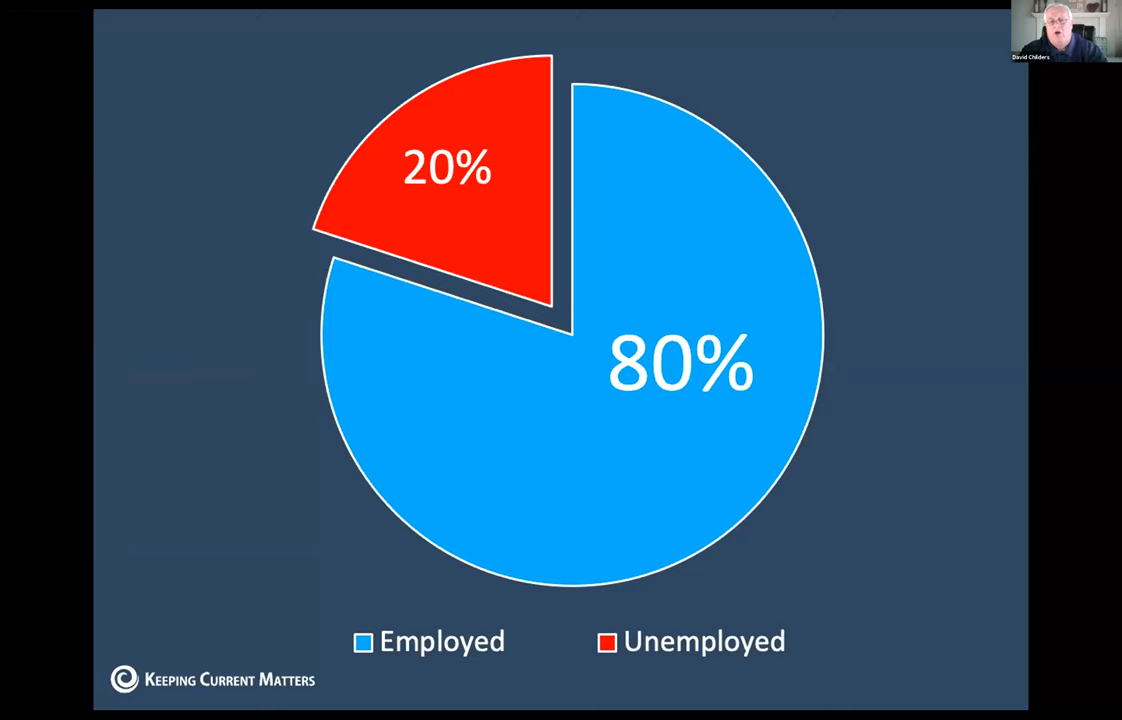 David Childers
20%
80%
Employed
Unemployed
KEEPING CURRENT MATTERS